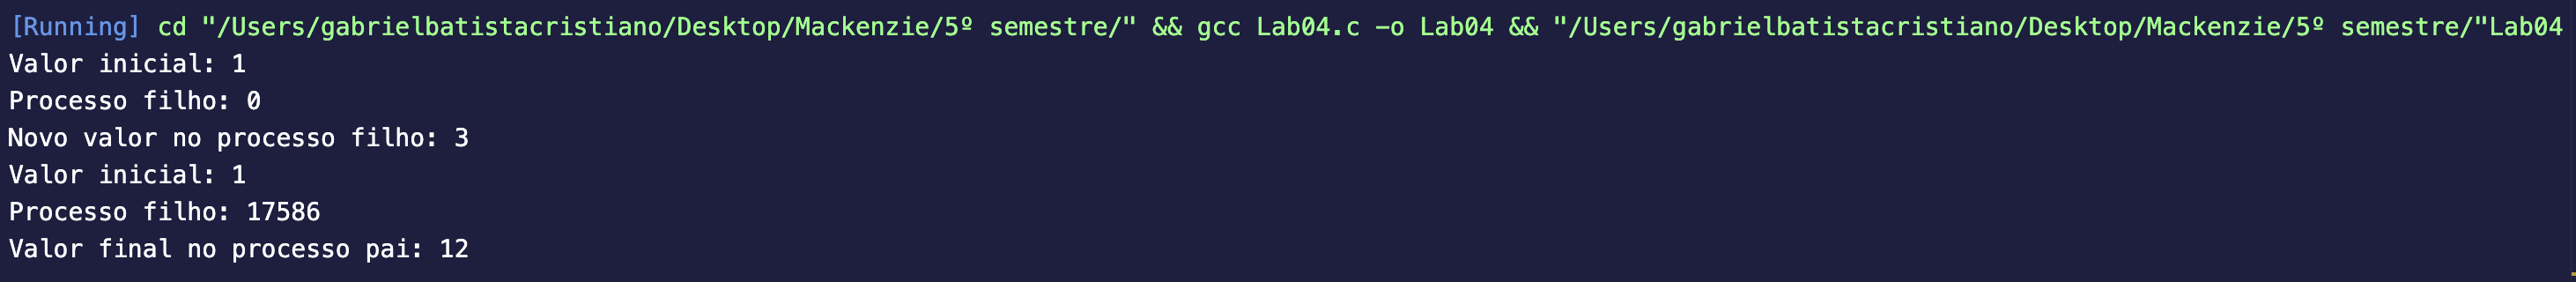 [Running] cd "/Users/gabrielbatistacristiano/Desktop/Mackenzie/5º semestre/" && gcc Lab04.c -o Lab04 && "/Users/gabrielbatistacristiano/Desktop/Mackenzie/5º semestre/"Lab04
Valor inicial: 1
Processo filho: 0
Novo valor no processo filho: 3
Valor inicial: 1
Processo filho: 17586
Valor final no processo pai: 12